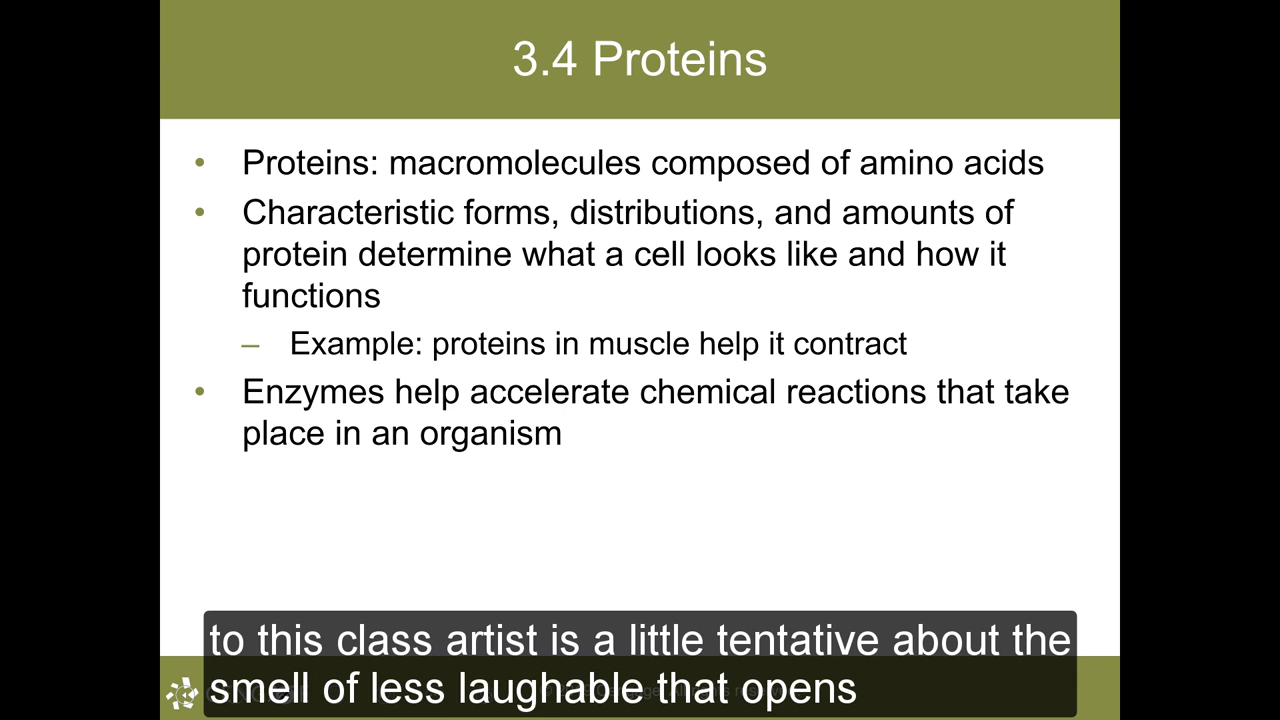 3.4 Proteins
• Proteins: macromolecules composed of amino acids
• Characteristic forms, distributions, and amounts of
protein determine what a cell looks like and how it
functions
– Example: proteins in muscle help it contract
• Enzymes help accelerate chemical reactions that take
place in an organism
to this class artist is a little tentative about the
smell of less laughable that opens